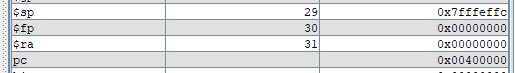 $sp 29 0x7fffeffc
$fp 30 0x00000000
$ra 31 0x00000000
pc 0x00400000